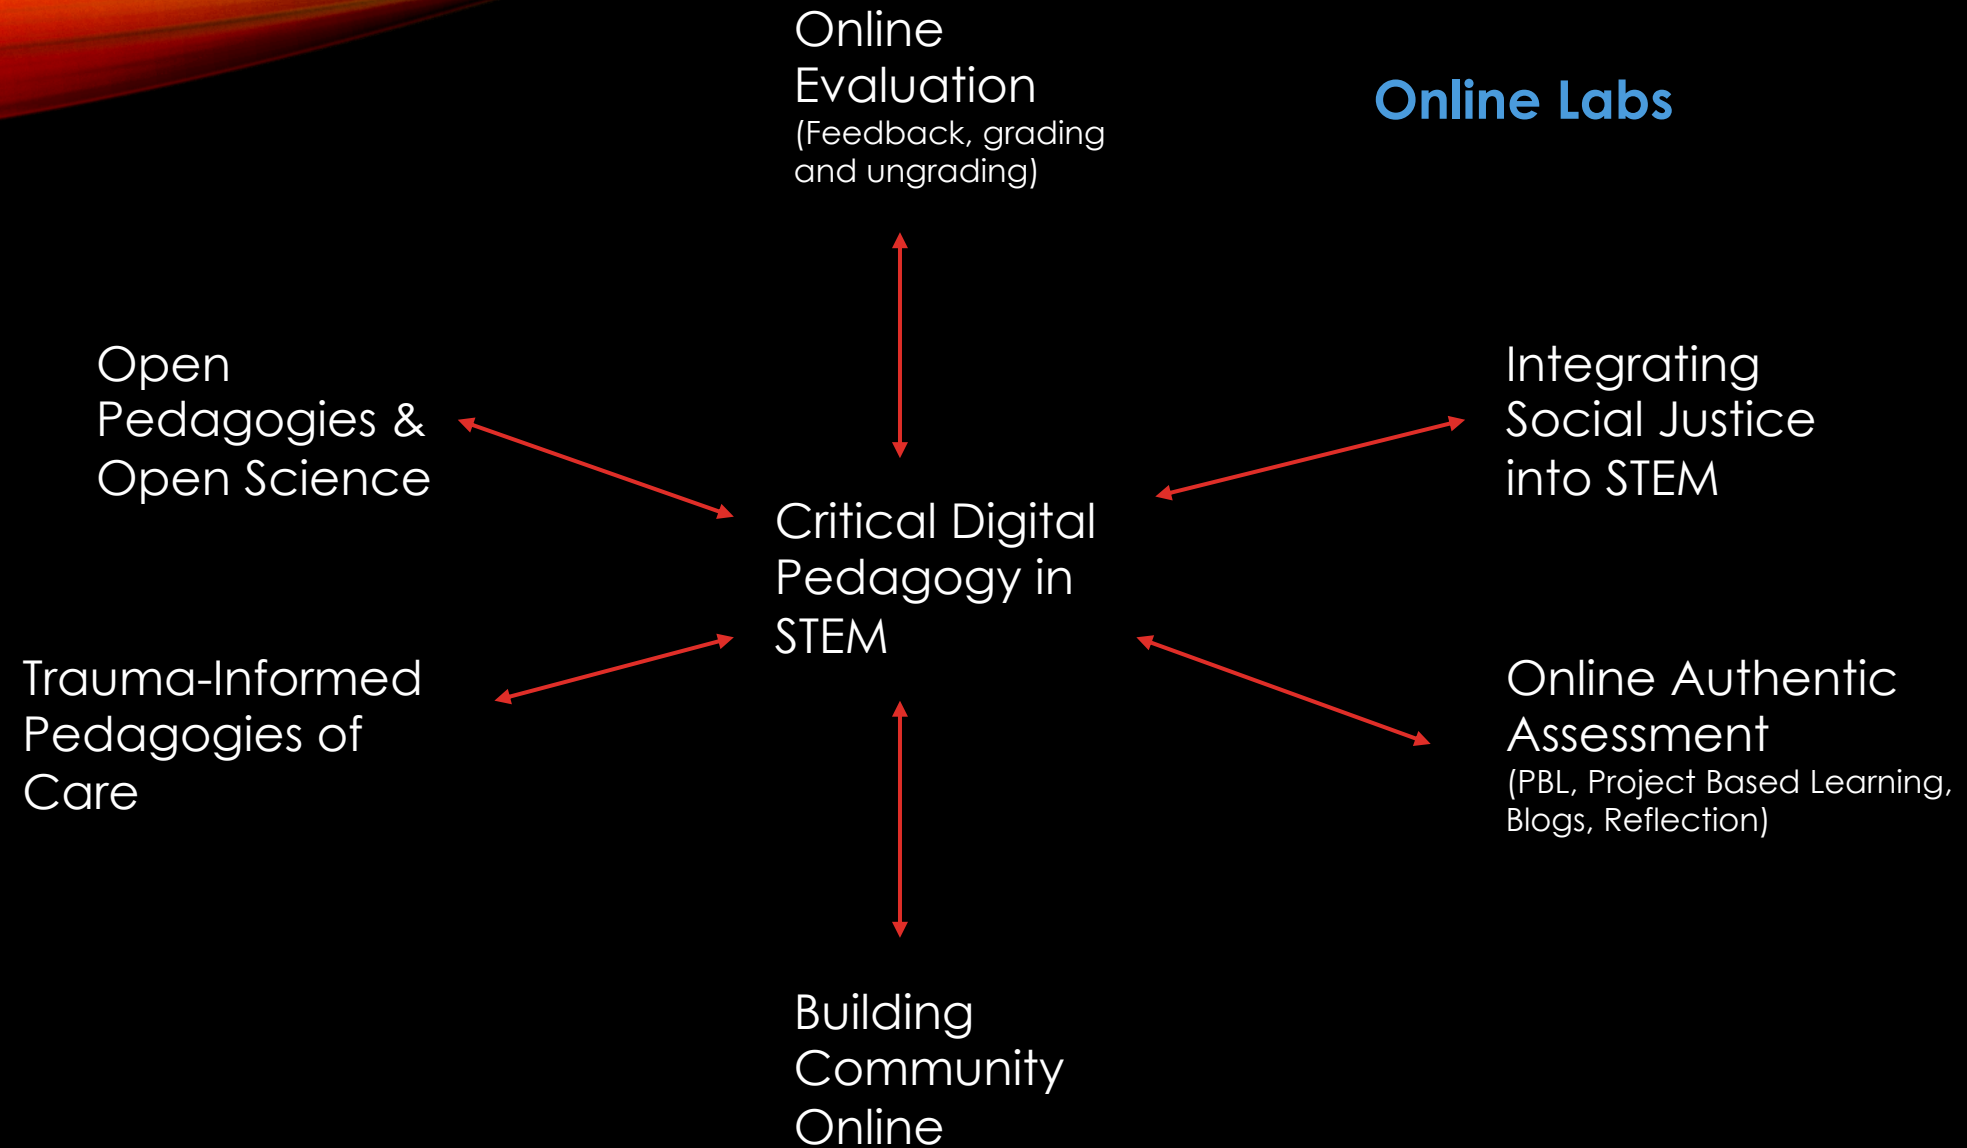 Online
Evaluation
(Feedback, grading
and ungrading)
Online Labs
Open
Pedagogies &
Open Science
Integrating
Social Justice
into STEM
Critical Digital
Pedagogy in
STEM
Trauma-Informed
Pedagogies of
Care
Online Authentic
Assessment
(PBL, Project Based Learning,
Blogs, Reflection)
Building
Community
Online